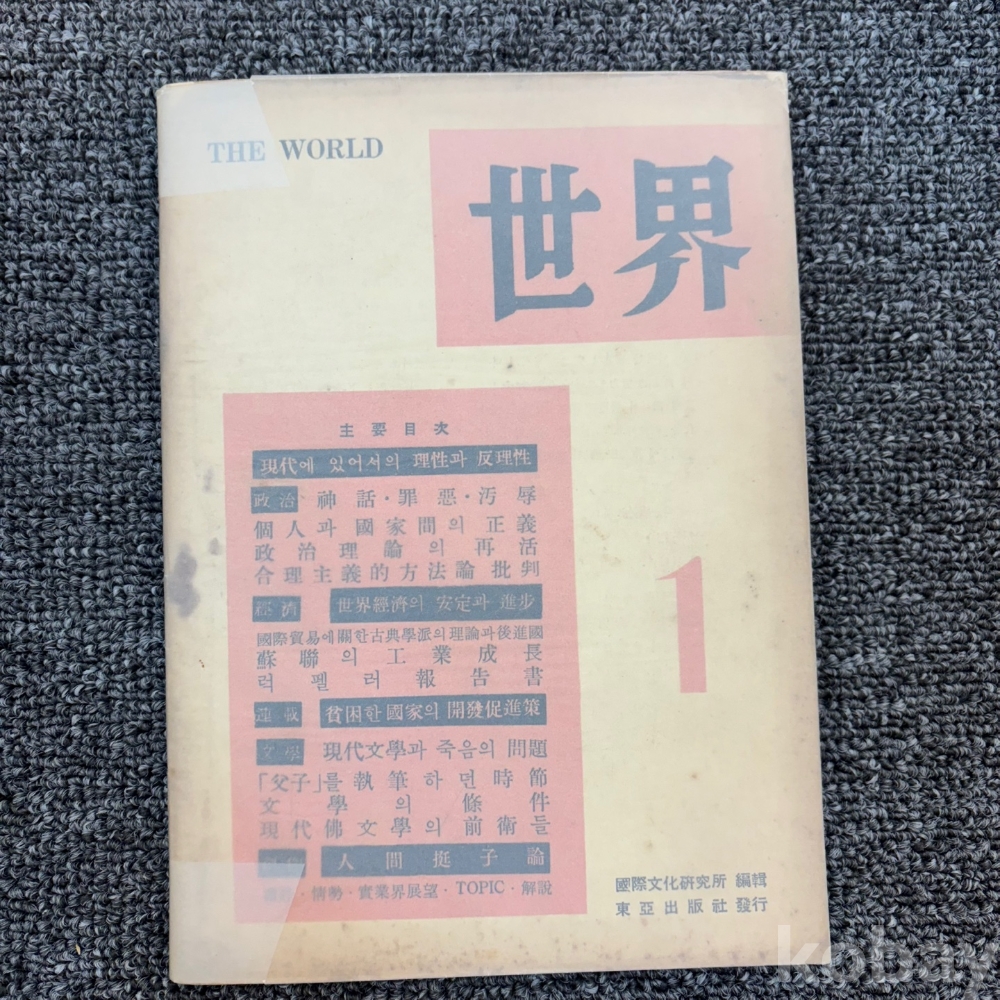 THE WORLD
世界
主要目次
現代에 있어서의 理性과 反理性
政治 神話·罪惡·汚辱
個人과 國家間의 正義
政治理論의 再活
合理主義的方法論批判
經濟 世界經濟의 安定과 進步
國際貿易에關한古典學派의理論과後進國
蘇聯의 工業成長
럭펠러報告書
連載 貧困한 國家의 開發促進策
文學 現代文學과 죽음의 問題
「父子」를 執筆하던時節
文學의 條件
現代佛文學의 前衛들
人間挺子論
情勢·實業界展望·TOPIC·解說
1
國際文化研究所 編輯
東亞出版社 發行
kobay